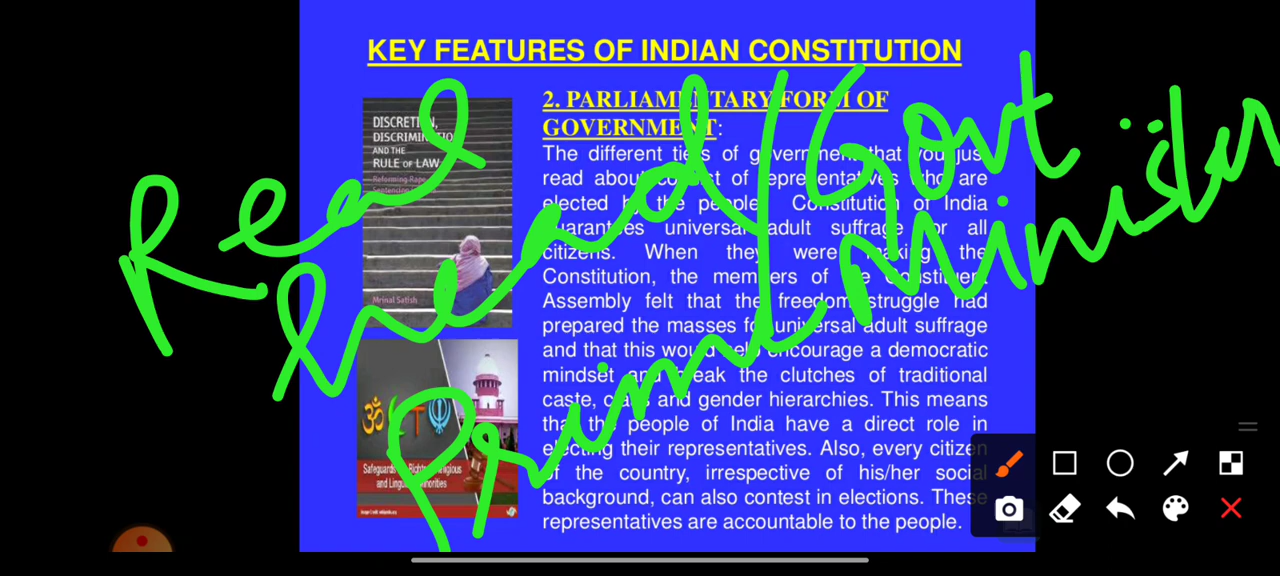 KEY FEATURES OF INDIAN CONSTITUTION
DISCRETION,
DISCRIMINATION
AND THE
RULE OF LAW
Reforming Rape
Sentencing
Mrinal Satish
Safeguards
Rights
Religious
and Linguistic Minorities
2. PARLIAMENTARY FORM OF
GOVERNMENT:
The different tiers of government that you just
read about consist of representatives who are
elected by the people. Constitution of India
guarantees universal adult suffrage for all
citizens. When they were making the
Constitution, the members of the Constituent
Assembly felt that the freedom struggle had
prepared the masses for universal adult suffrage
and that this would help encourage a democratic
mindset and break the clutches of traditional
caste, class and gender hierarchies. This means
that the people of India have a direct role in
electing their representatives. Also, every citizen
of the country, irrespective of his/her social
background, can also contest in elections. These
representatives are accountable to the people.
Real
head/Govt
Prime Minister